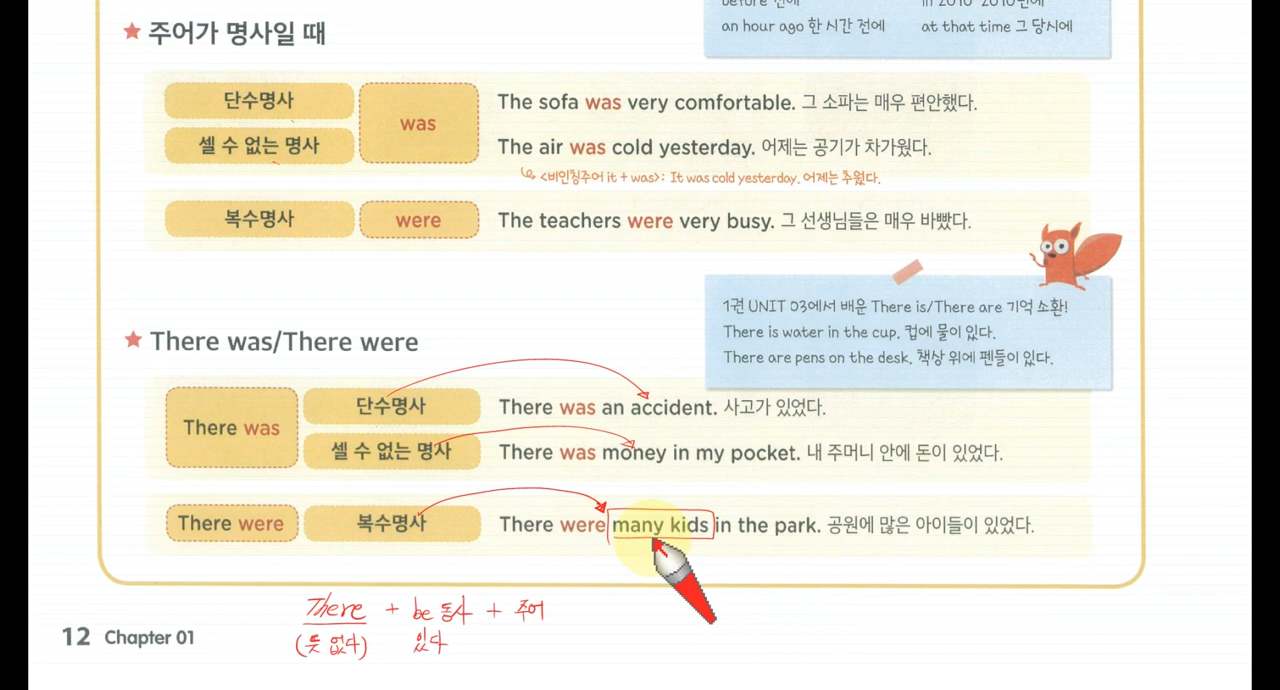 an hour ago 한 시간 전에
at that time 그 당시에
주어가 명사일 때
단수명사
셀 수 없는 명사
was
The sofa was very comfortable. 그 소파는 매우 편안했다.
The air was cold yesterday. 어제는 공기가 차가웠다.
<비인칭주어 it + was>: It was cold yesterday. 어제는 추웠다.
복수명사
were
The teachers were very busy. 그 선생님들은 매우 바빴다.
1권 UNIT 03에서 배운 There is/There are 기억 소환!
There is water in the cup. 컵에 물이 있다.
There are pens on the desk. 책상 위에 펜들이 있다.
There was/There were
There was
단수명사
There was an accident. 사고가 있었다.
셀 수 없는 명사
There was money in my pocket. 내 주머니 안에 돈이 있었다.
There were
복수명사
There were many kids in the park. 공원에 많은 아이들이 있었다.
There + be 동사 + 주어
(뜻 없다) 있다
12 Chapter 01